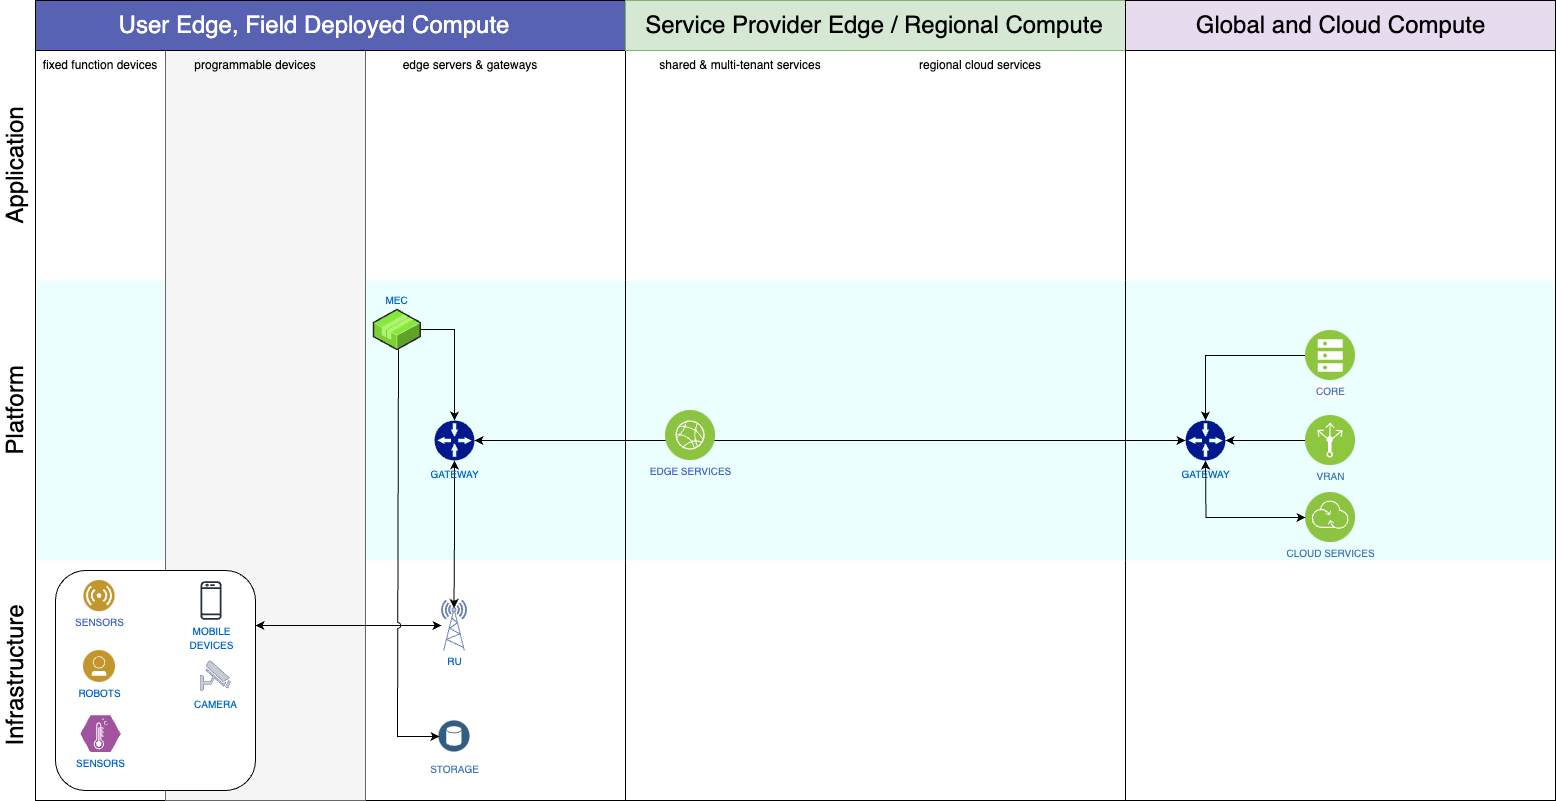 User Edge, Field Deployed Compute
Service Provider Edge / Regional Compute
Global and Cloud Compute
fixed function devices
programmable devices
edge servers & gateways
shared & multi-tenant services
regional cloud services
Application
MEC
Platform
CORE
GATEWAY
EDGE SERVICES
GATEWAY
VRAN
CLOUD SERVICES
Infrastructure
SENSORS
MOBILE
DEVICES
RU
ROBOTS
CAMERA
SENSORS
°C
STORAGE